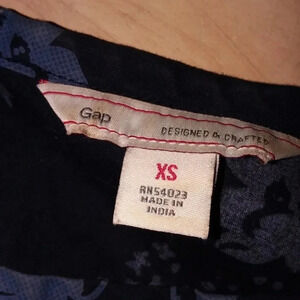 Gap
DESIGNED & CRAFTED
XS
RN54023
MADE IN
INDIA